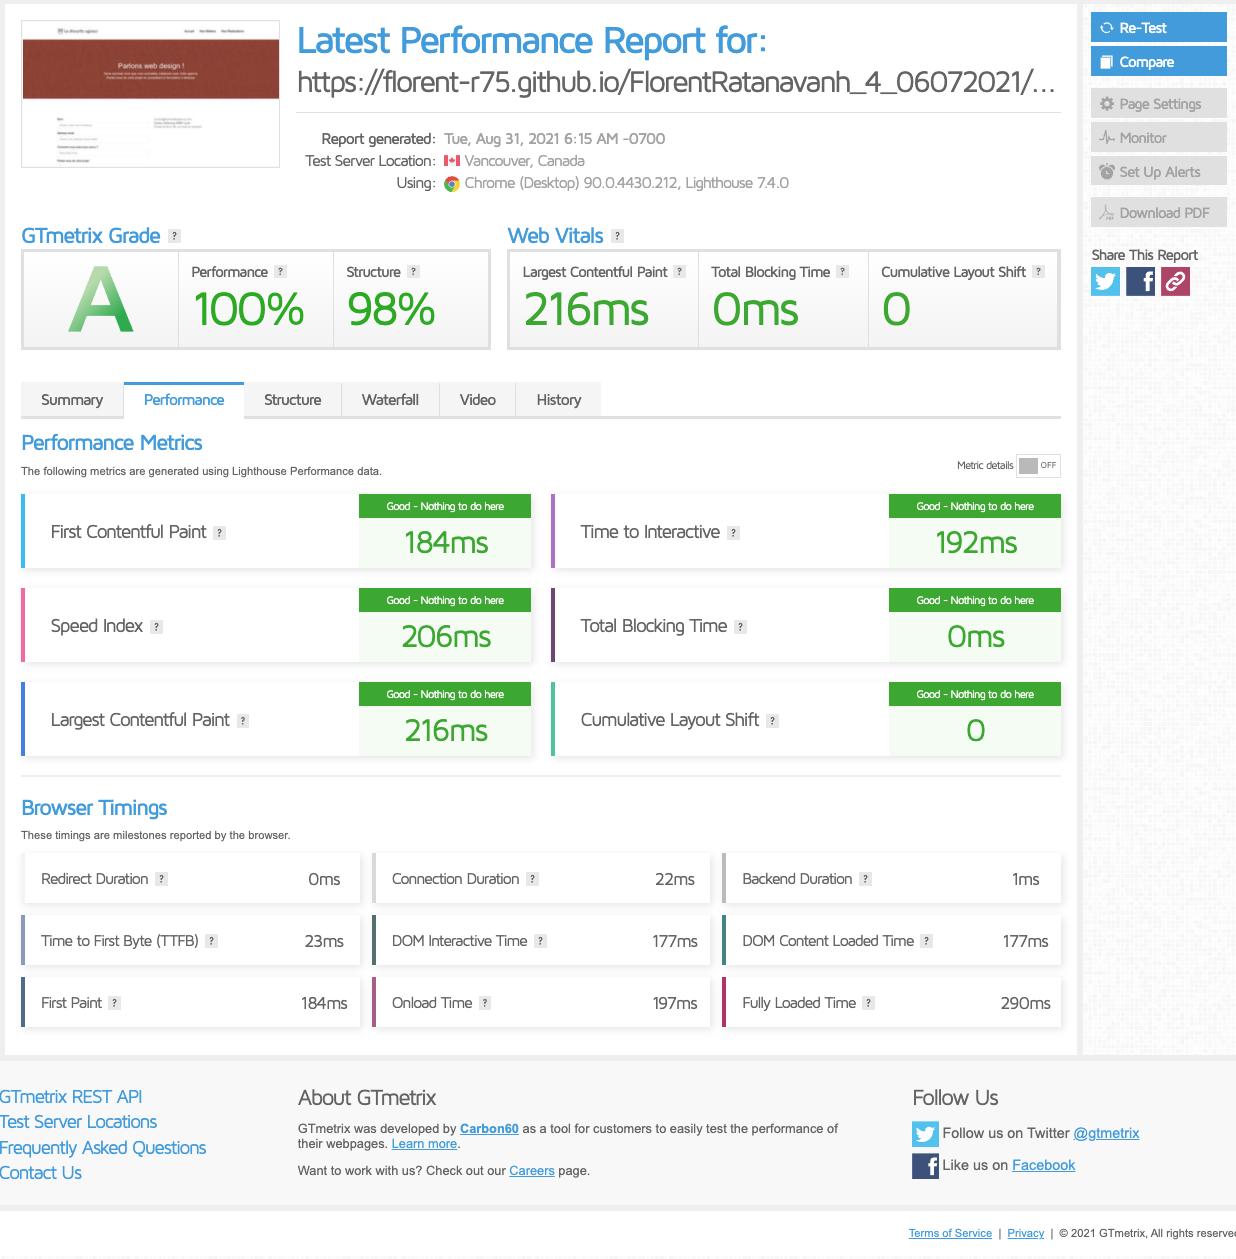 Parlons web design !
Latest Performance Report for:
https://florent-r75.github.io/FlorentRatanavanh_4_06072021/...
Report generated: Tue, Aug 31, 2021 6:15 AM -0700
Test Server Location: Vancouver, Canada
Using: Chrome (Desktop) 90.0.4430.212, Lighthouse 7.4.0
Re-Test
Compare
Page Settings
Monitor
Set Up Alerts
Download PDF
Share This Report
GTmetrix Grade ?
A
Performance ?
100%
Structure ?
98%
Web Vitals ?
Largest Contentful Paint ?
216ms
Total Blocking Time ?
0ms
Cumulative Layout Shift ?
0
Summary Performance Structure Waterfall Video History
Performance Metrics
The following metrics are generated using Lighthouse Performance data.
Metric details OFF
First Contentful Paint ?
Good - Nothing to do here
184ms
Time to Interactive ?
Good - Nothing to do here
192ms
Speed Index ?
Good - Nothing to do here
206ms
Total Blocking Time ?
Good - Nothing to do here
0ms
Largest Contentful Paint ?
Good - Nothing to do here
216ms
Cumulative Layout Shift ?
Good - Nothing to do here
0
Browser Timings
These timings are milestones reported by the browser.
Redirect Duration ? 0ms
Connection Duration ? 22ms
Backend Duration ? 1ms
Time to First Byte (TTFB) ? 23ms
DOM Interactive Time ? 177ms
DOM Content Loaded Time ? 177ms
First Paint ? 184ms
Onload Time ? 197ms
Fully Loaded Time ? 290ms
GTmetrix REST API
Test Server Locations
Frequently Asked Questions
Contact Us
About GTmetrix
GTmetrix was developed by Carbon60 as a tool for customers to easily test the performance of
their webpages. Learn more.
Want to work with us? Check out our Careers page.
Follow Us
Follow us on Twitter @gtmetrix
Like us on Facebook
Terms of Service | Privacy | © 2021 GTmetrix, All rights reserve